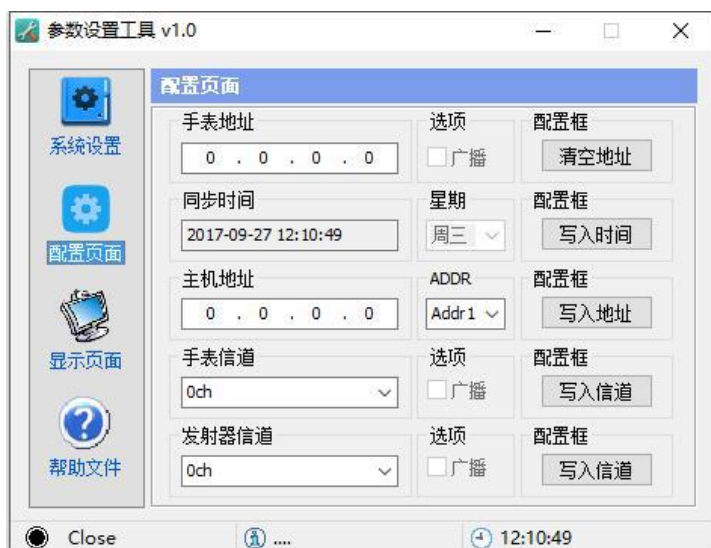 参数设置工具 v1.0
系统设置
配置页面
显示页面
帮助文件
配置页面
手表地址
选项
配置框
0 . 0 . 0 . 0
广播
清空地址
同步时间
星期
配置框
2017-09-27 12:10:49
周三
写入时间
主机地址
ADDR
配置框
0 . 0 . 0 . 0
Addr1
写入地址
手表信道
选项
配置框
0ch
广播
写入信道
发射器信道
选项
配置框
0ch
广播
写入信道
Close
....
12:10:49